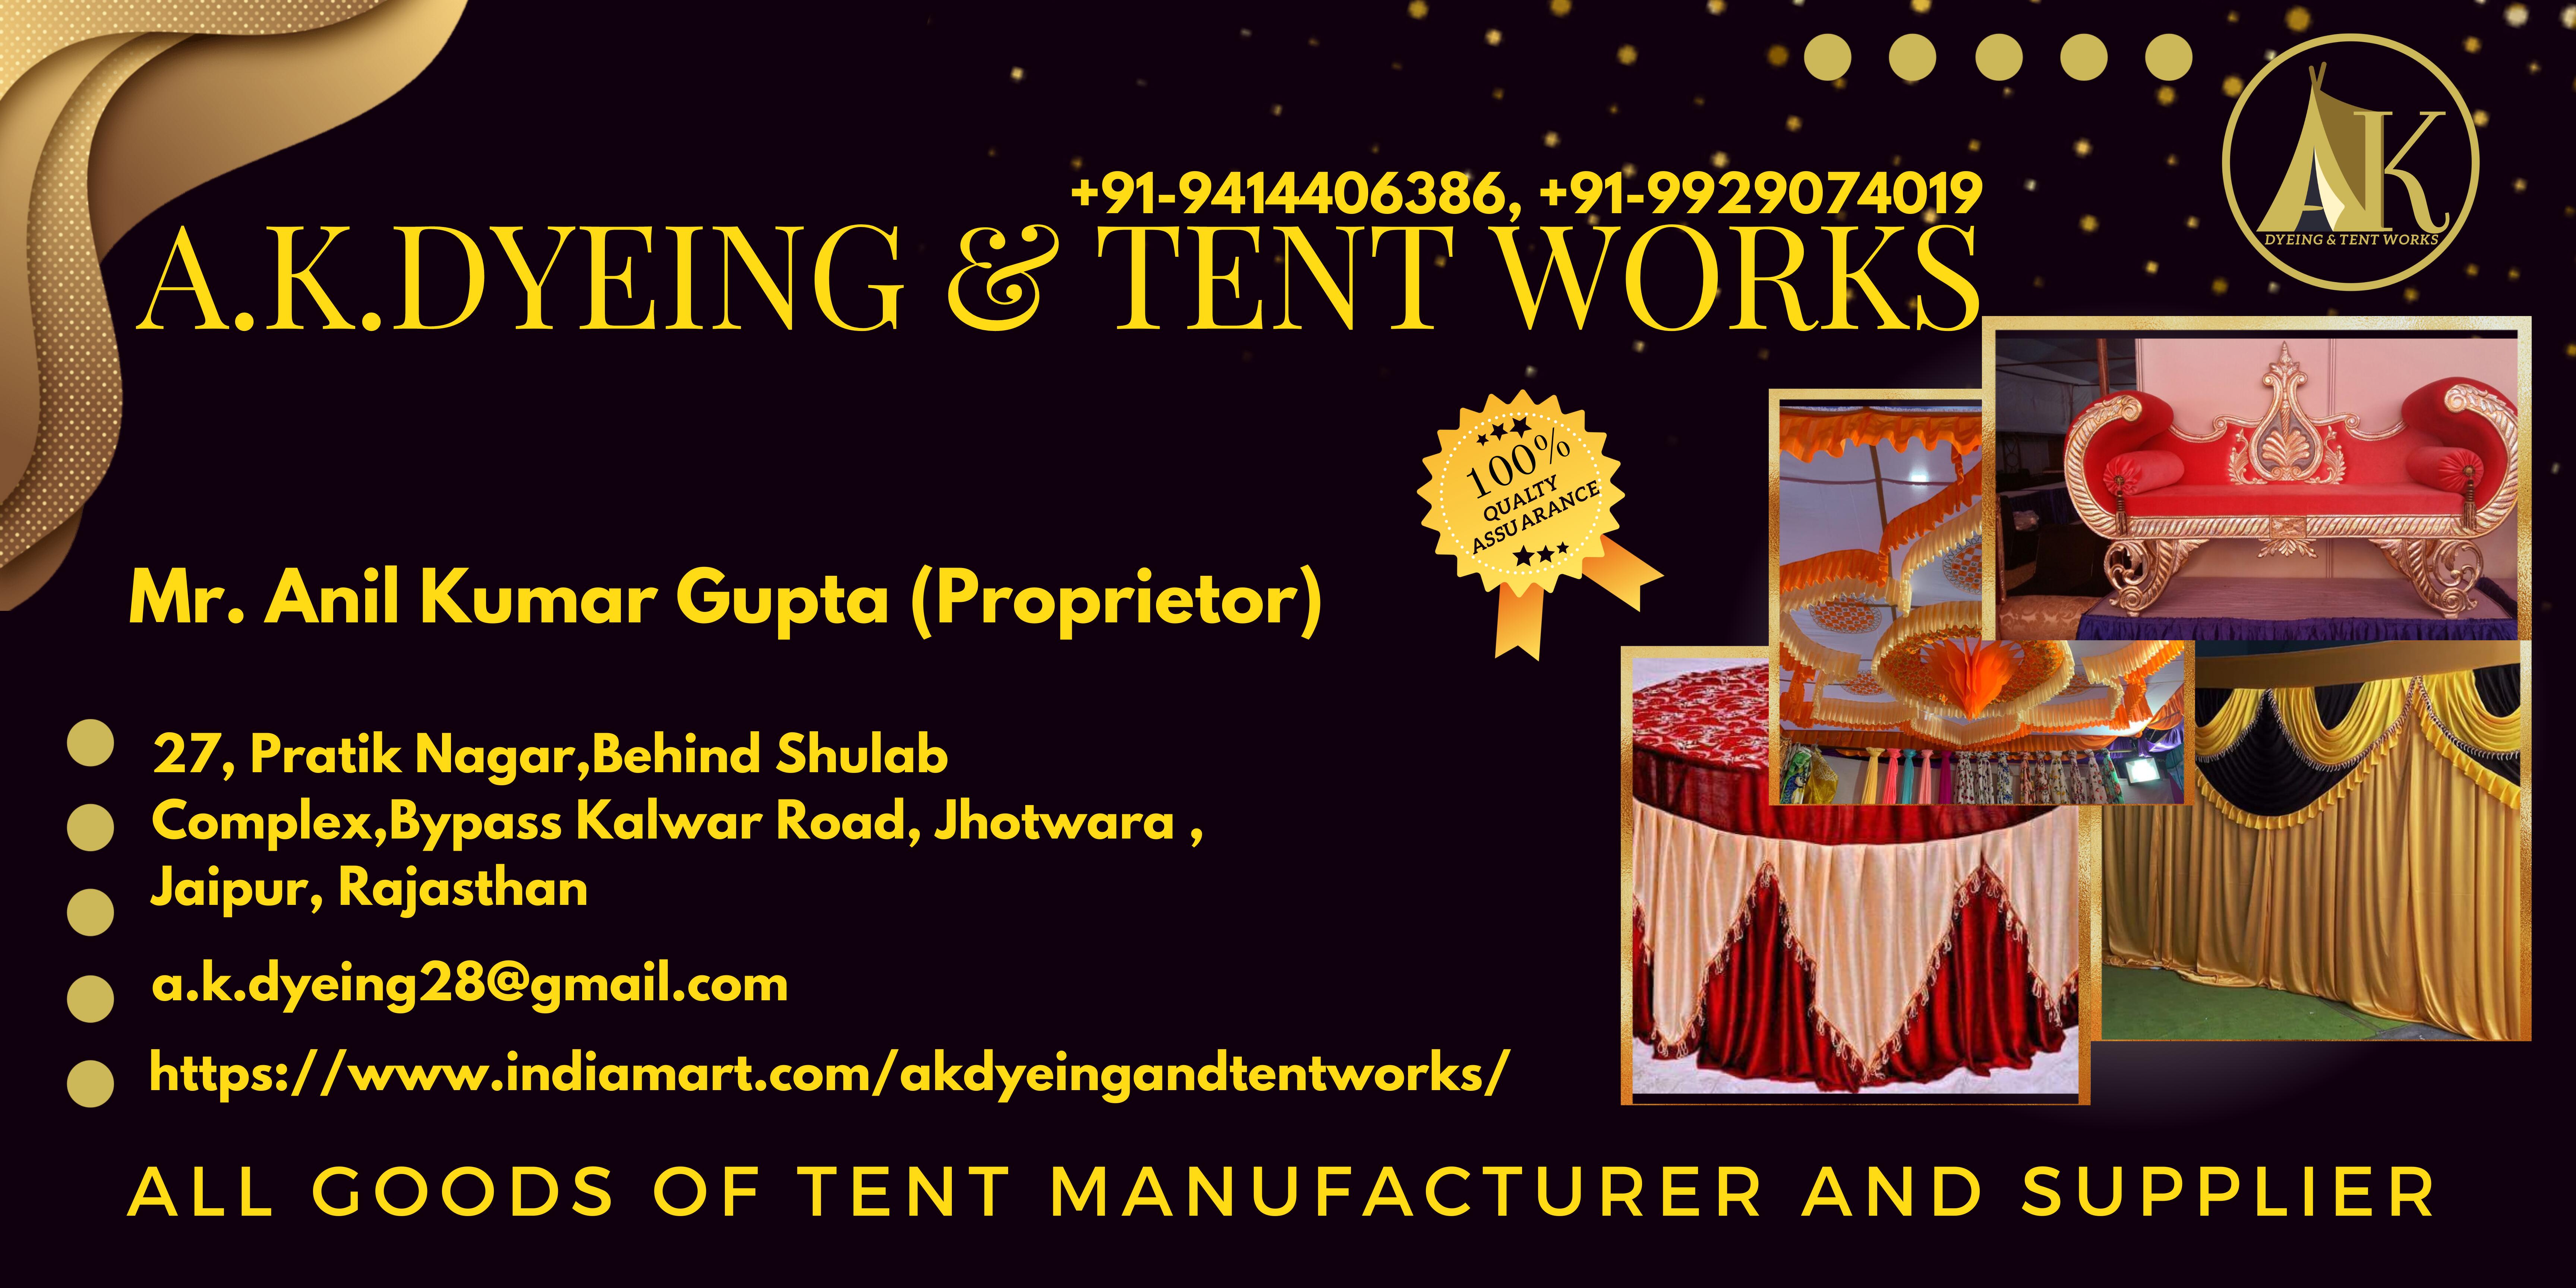 +91-9414406386, +91-9929074019
A.K.DYEING & TENT WORKS
AK
DYEING & TENT WORKS
100%
QUALTY
ASSUARANCE
Mr. Anil Kumar Gupta (Proprietor)
27, Pratik Nagar,Behind Shulab
Complex,Bypass Kalwar Road, Jhotwara ,
Jaipur, Rajasthan
a.k.dyeing28@gmail.com
https://www.indiamart.com/akdyeingandtentworks/
ALL GOODS OF TENT MANUFACTURER AND SUPPLIER